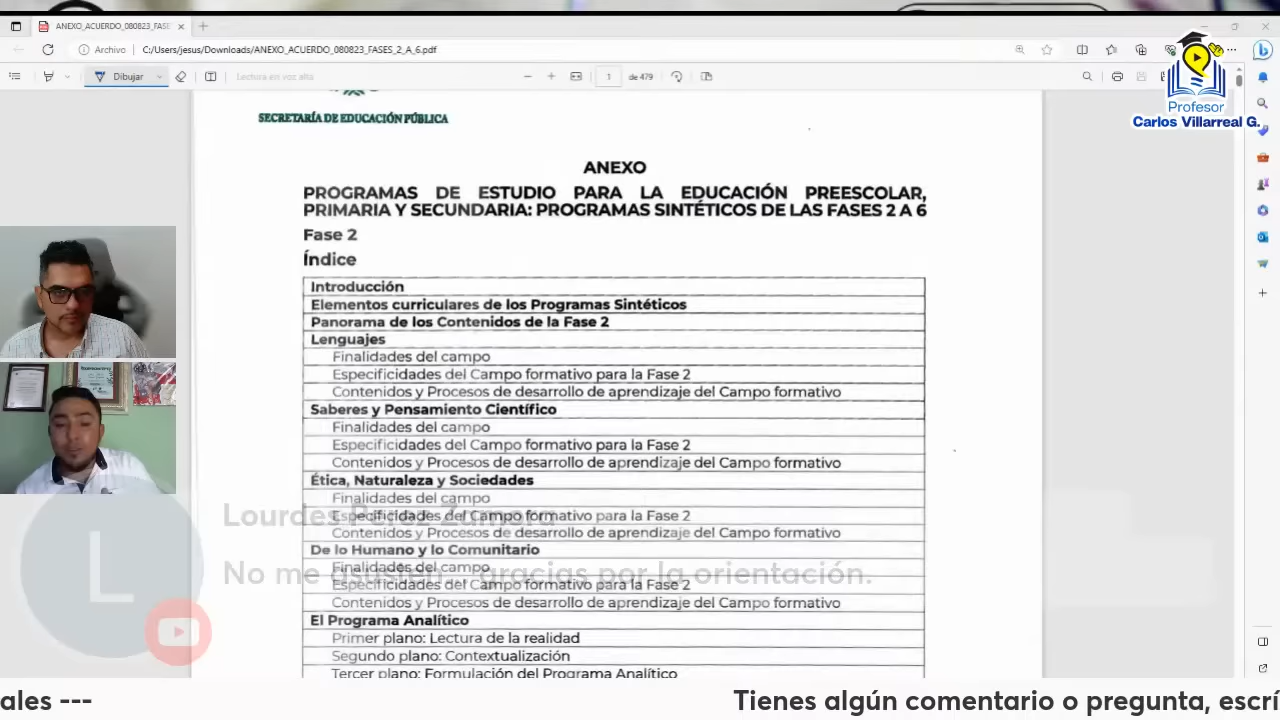 ANEXO_ACUERDO_080823_FASE
Archivo
C:/Users/jesus/Downloads/ANEXO_ACUERDO_080823_FASES_2_A_6.pdf
Dibujar
Lectura en voz alta
1
de 479
Profesor
Carlos Villarreal G.
SECRETARÍA DE EDUCACIÓN PÚBLICA
ANEXO
PROGRAMAS DE ESTUDIO PARA LA EDUCACIÓN PREESCOLAR,
PRIMARIA Y SECUNDARIA: PROGRAMAS SINTÉTICOS DE LAS FASES 2 A 6
Fase 2
Índice
Introducción
Elementos curriculares de los Programas Sintéticos
Panorama de los Contenidos de la Fase 2
Lenguajes
Finalidades del campo
Especificidades del Campo formativo para la Fase 2
Contenidos y Procesos de desarrollo de aprendizaje del Campo formativo
Saberes y Pensamiento Científico
Finalidades del campo
Especificidades del Campo formativo para la Fase 2
Contenidos y Procesos de desarrollo de aprendizaje del Campo formativo
Ética, Naturaleza y Sociedades
Finalidades del campo
Especificidades del Campo formativo para la Fase 2
Contenidos y Procesos de desarrollo de aprendizaje del Campo formativo
De lo Humano y lo Comunitario
Finalidades del campo
Especificidades del Campo formativo para la Fase 2
Contenidos y Procesos de desarrollo de aprendizaje del Campo formativo
El Programa Analítico
Primer plano: Lectura de la realidad
Segundo plano: Contextualización
Tercer plano: Formulación del Programa Analítico
L
Lourdes Pérez Zamora
No me asusten... gracias por la orientación.
ales --- Tienes algún comentario o pregunta, escrí